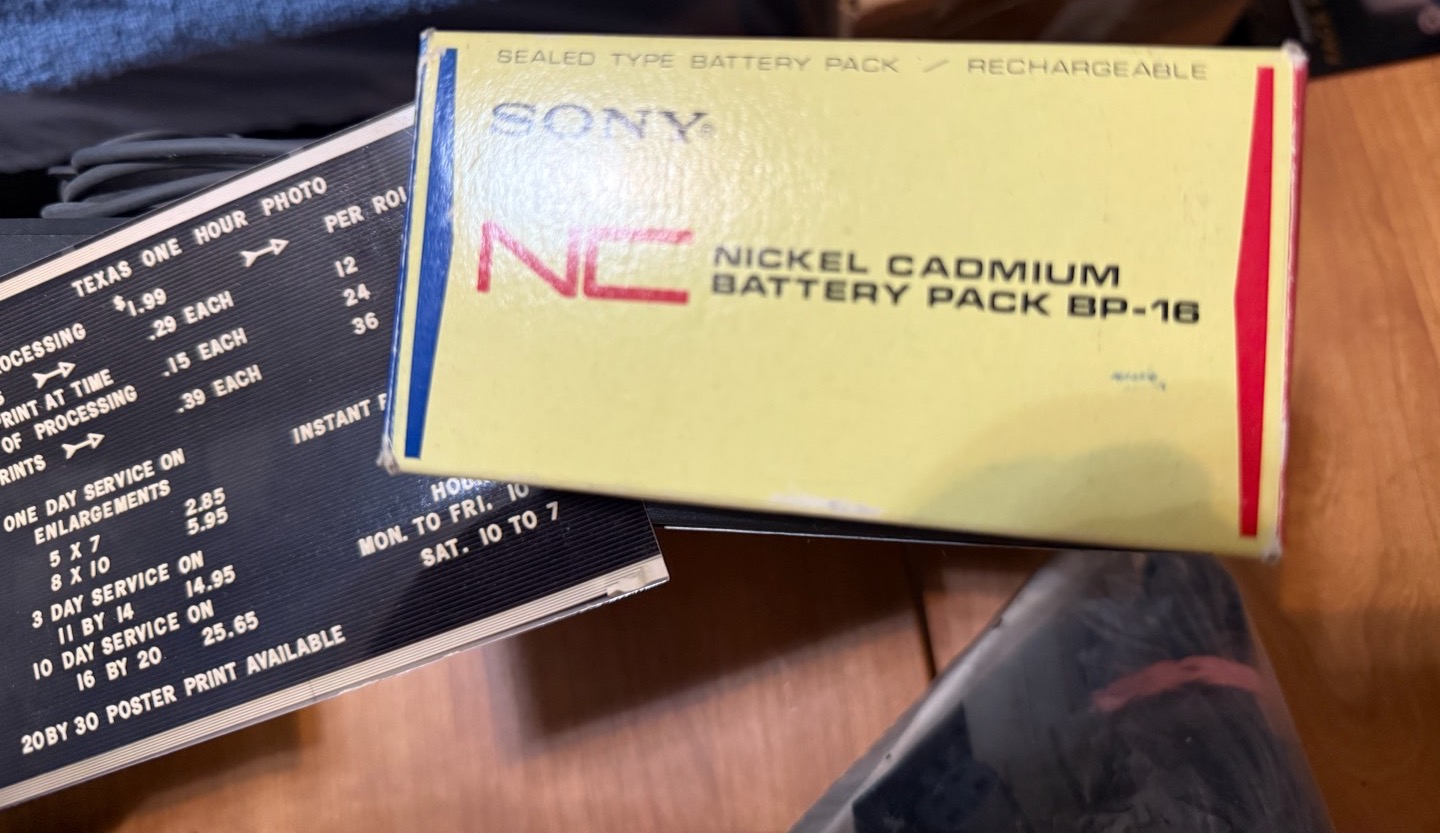 SEALED TYPE BATTERY PACK / RECHARGEABLE
SONY
NC
NICKEL CADMIUM
BATTERY PACK BP-16
TEXAS ONE HOUR PHOTO
$1.99
.29 EACH
PRINT AT TIME
OF PROCESSING
.15 EACH
.39 EACH
ONE DAY SERVICE ON
ENLARGEMENTS
5 X 7 2.85
8 X 10 5.95
3 DAY SERVICE ON
11 BY 14 14.95
10 DAY SERVICE ON
16 BY 20 25.65
20 BY 30 POSTER PRINT AVAILABLE
PER
12
24
36
INSTANT
MON. TO FRI. 10
SAT. 10 TO 7